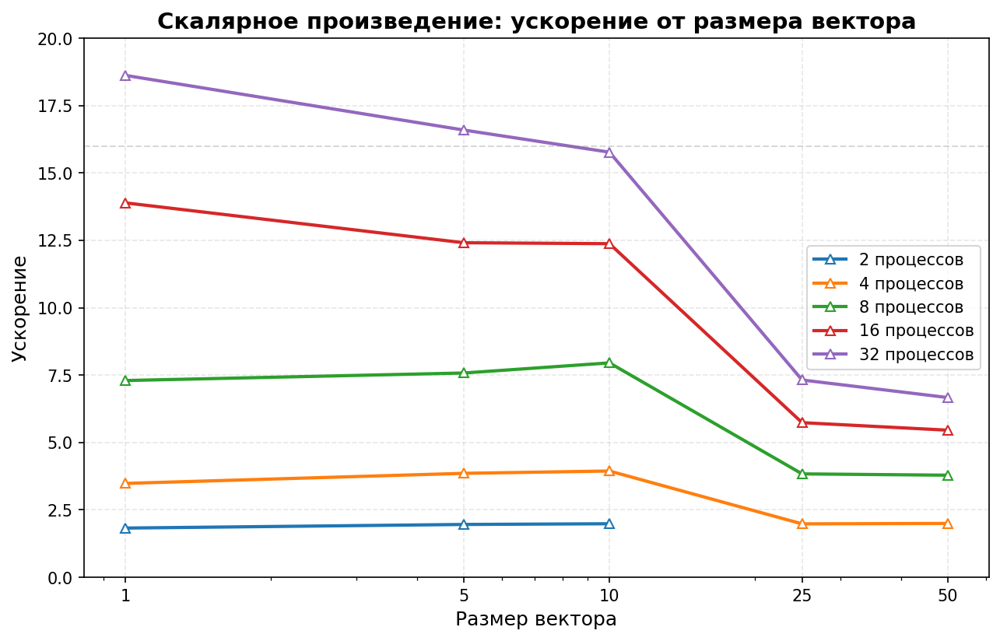 Скалярное произведение: ускорение от размера вектора
20.0
17.5
15.0
12.5
10.0
7.5
5.0
2.5
0.0
Ускорение
2 процессов
4 процессов
8 процессов
16 процессов
32 процессов
1 5 10 25 50
Размер вектора